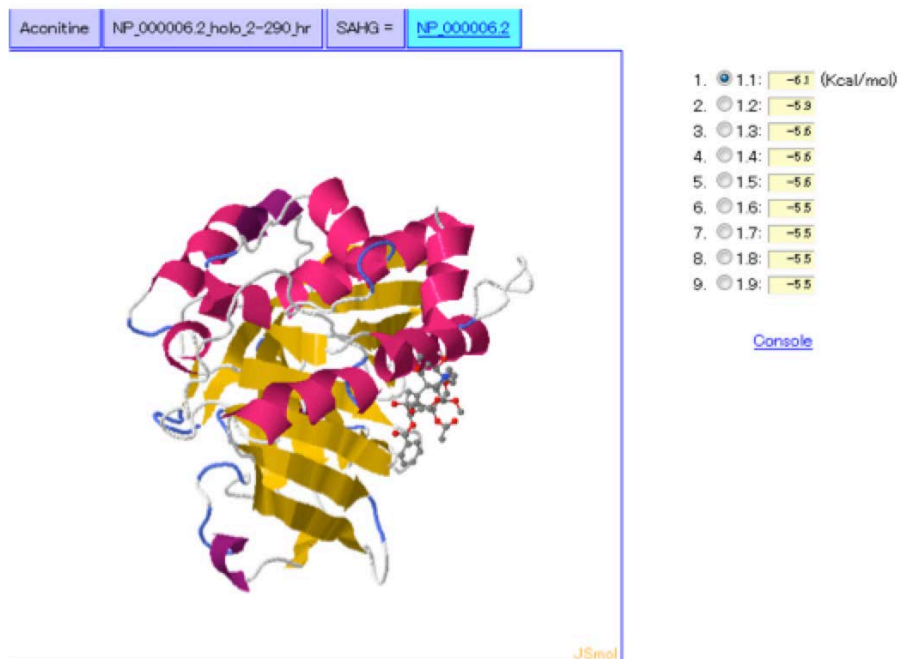 Aconitine NP_000006.2_holo_2-290_hr SAHG = NP_000006.2
1. 1.1: -6.1 (Kcal/mol)
2. 1.2: -5.9
3. 1.3: -5.6
4. 1.4: -5.6
5. 1.5: -5.6
6. 1.6: -5.5
7. 1.7: -5.5
8. 1.8: -5.5
9. 1.9: -5.5
Console
JSmol